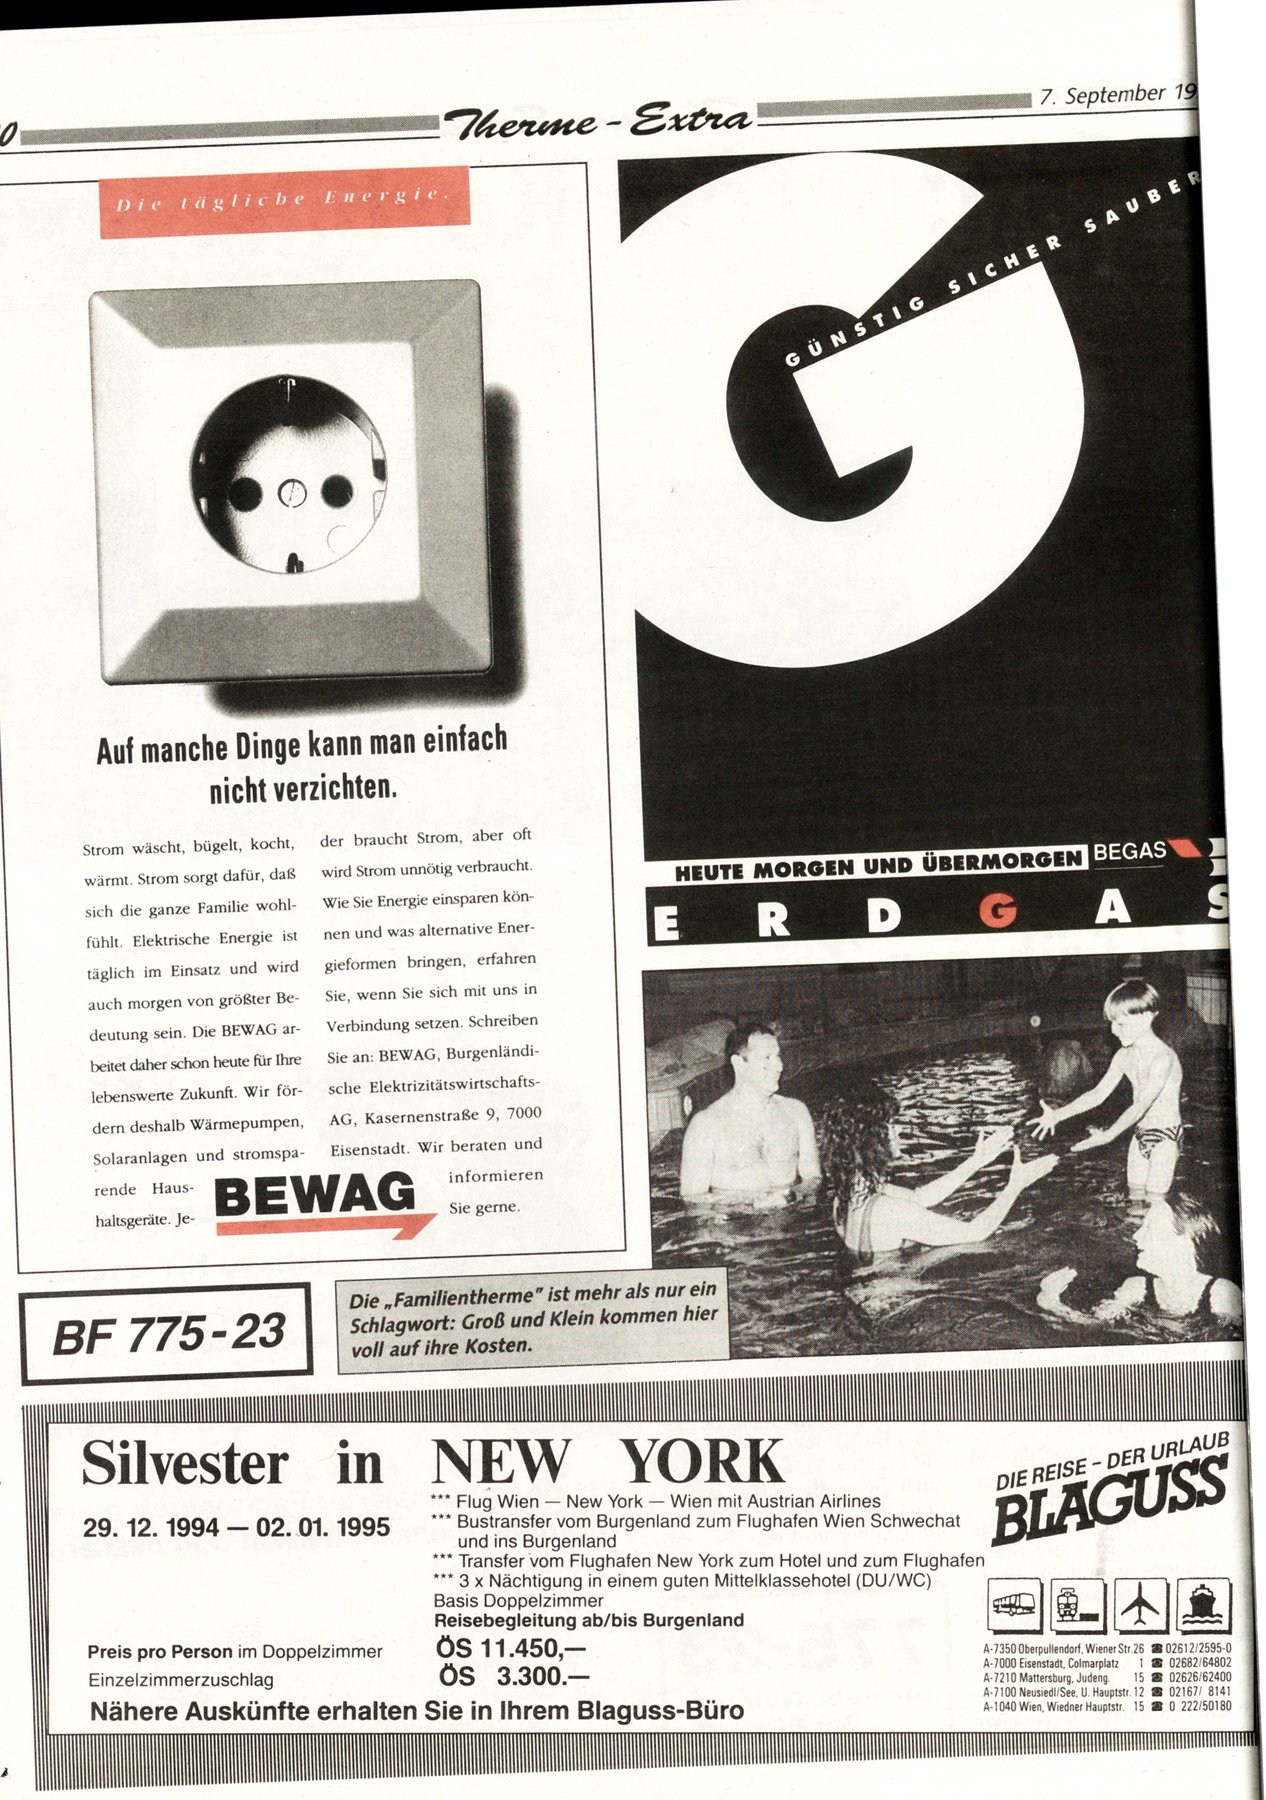 Therme-Extra
7. September 19
Die tägliche Energie.
Auf manche Dinge kann man einfach
nicht verzichten.
Strom wäscht, bügelt, kocht,
wärmt. Strom sorgt dafür, daß
sich die ganze Familie wohl-
fühlt. Elektrische Energie ist
täglich im Einsatz und wird
auch morgen von größter Be-
deutung sein. Die BEWAG ar-
beitet daher schon heute für Ihre
lebenswerte Zukunft. Wir för-
dern deshalb Wärmepumpen,
Solaranlagen und stromspa-
rende Haus-
haltsgeräte. Je-
der braucht Strom, aber oft
wird Strom unnötig verbraucht.
Wie Sie Energie einsparen kön-
nen und was alternative Ener-
gieformen bringen, erfahren
Sie, wenn Sie sich mit uns in
Verbindung setzen. Schreiben
Sie an: BEWAG, Burgenländi-
sche Elektrizitätswirtschafts-
AG, Kasernenstraße 9, 7000
Eisenstadt. Wir beraten und
informieren
Sie gerne.
BEWAG
G
GÜNSTIG SICHER SAUBER
HEUTE MORGEN UND ÜBERMORGEN BEGAS
ERDGAS
BF 775-23
Die „Familientherme" ist mehr als nur ein
Schlagwort: Groß und Klein kommen hier
voll auf ihre Kosten.
Silvester in NEW YORK
29. 12. 1994 — 02. 01. 1995
*** Flug Wien — New York — Wien mit Austrian Airlines
*** Bustransfer vom Burgenland zum Flughafen Wien Schwechat
und ins Burgenland
*** Transfer vom Flughafen New York zum Hotel und zum Flughafen
*** 3 x Nächtigung in einem guten Mittelklassehotel (DU/WC)
Basis Doppelzimmer
Reisebegleitung ab/bis Burgenland
Preis pro Person im Doppelzimmer ÖS 11.450,—
Einzelzimmerzuschlag ÖS 3.300.—
Nähere Auskünfte erhalten Sie in Ihrem Blaguss-Büro
DIE REISE - DER URLAUB
BLAGUSS
A-7350 Oberpullendorf, Wiener Str. 26 ☎ 02612/2595-0
A-7000 Eisenstadt, Colmarplatz 1 ☎ 02682/64802
A-7210 Mattersburg, Judeng. 15 ☎ 02626/62400
A-7100 Neusiedl/See, U. Hauptstr. 12 ☎ 02167/ 8141
A-1040 Wien, Wiedner Hauptstr. 15 ☎ 0 222/50180